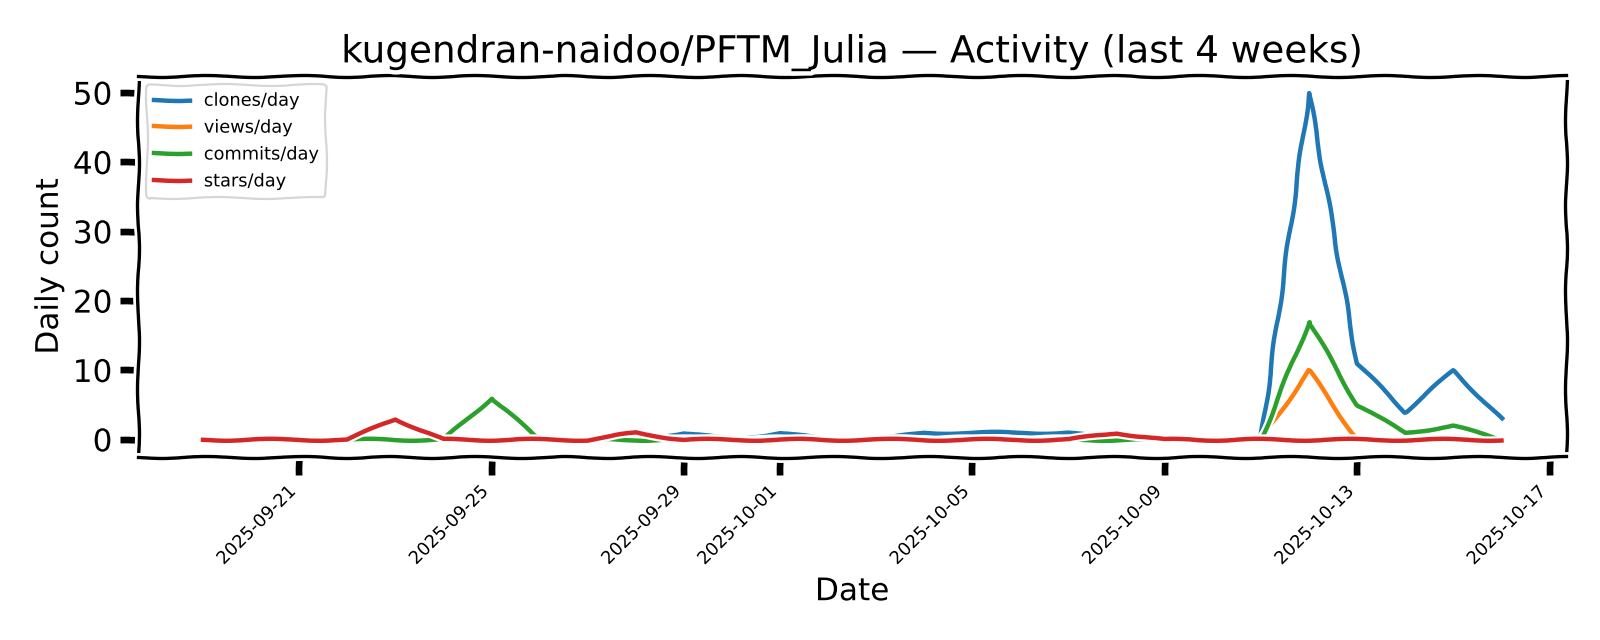 kugendran-naidoo/PFTM_Julia — Activity (last 4 weeks)
clones/day
views/day
commits/day
stars/day
Daily count
50
40
30
20
10
0
2025-09-21
2025-09-25
2025-09-29
2025-10-01
2025-10-05
2025-10-09
2025-10-13
2025-10-17
Date